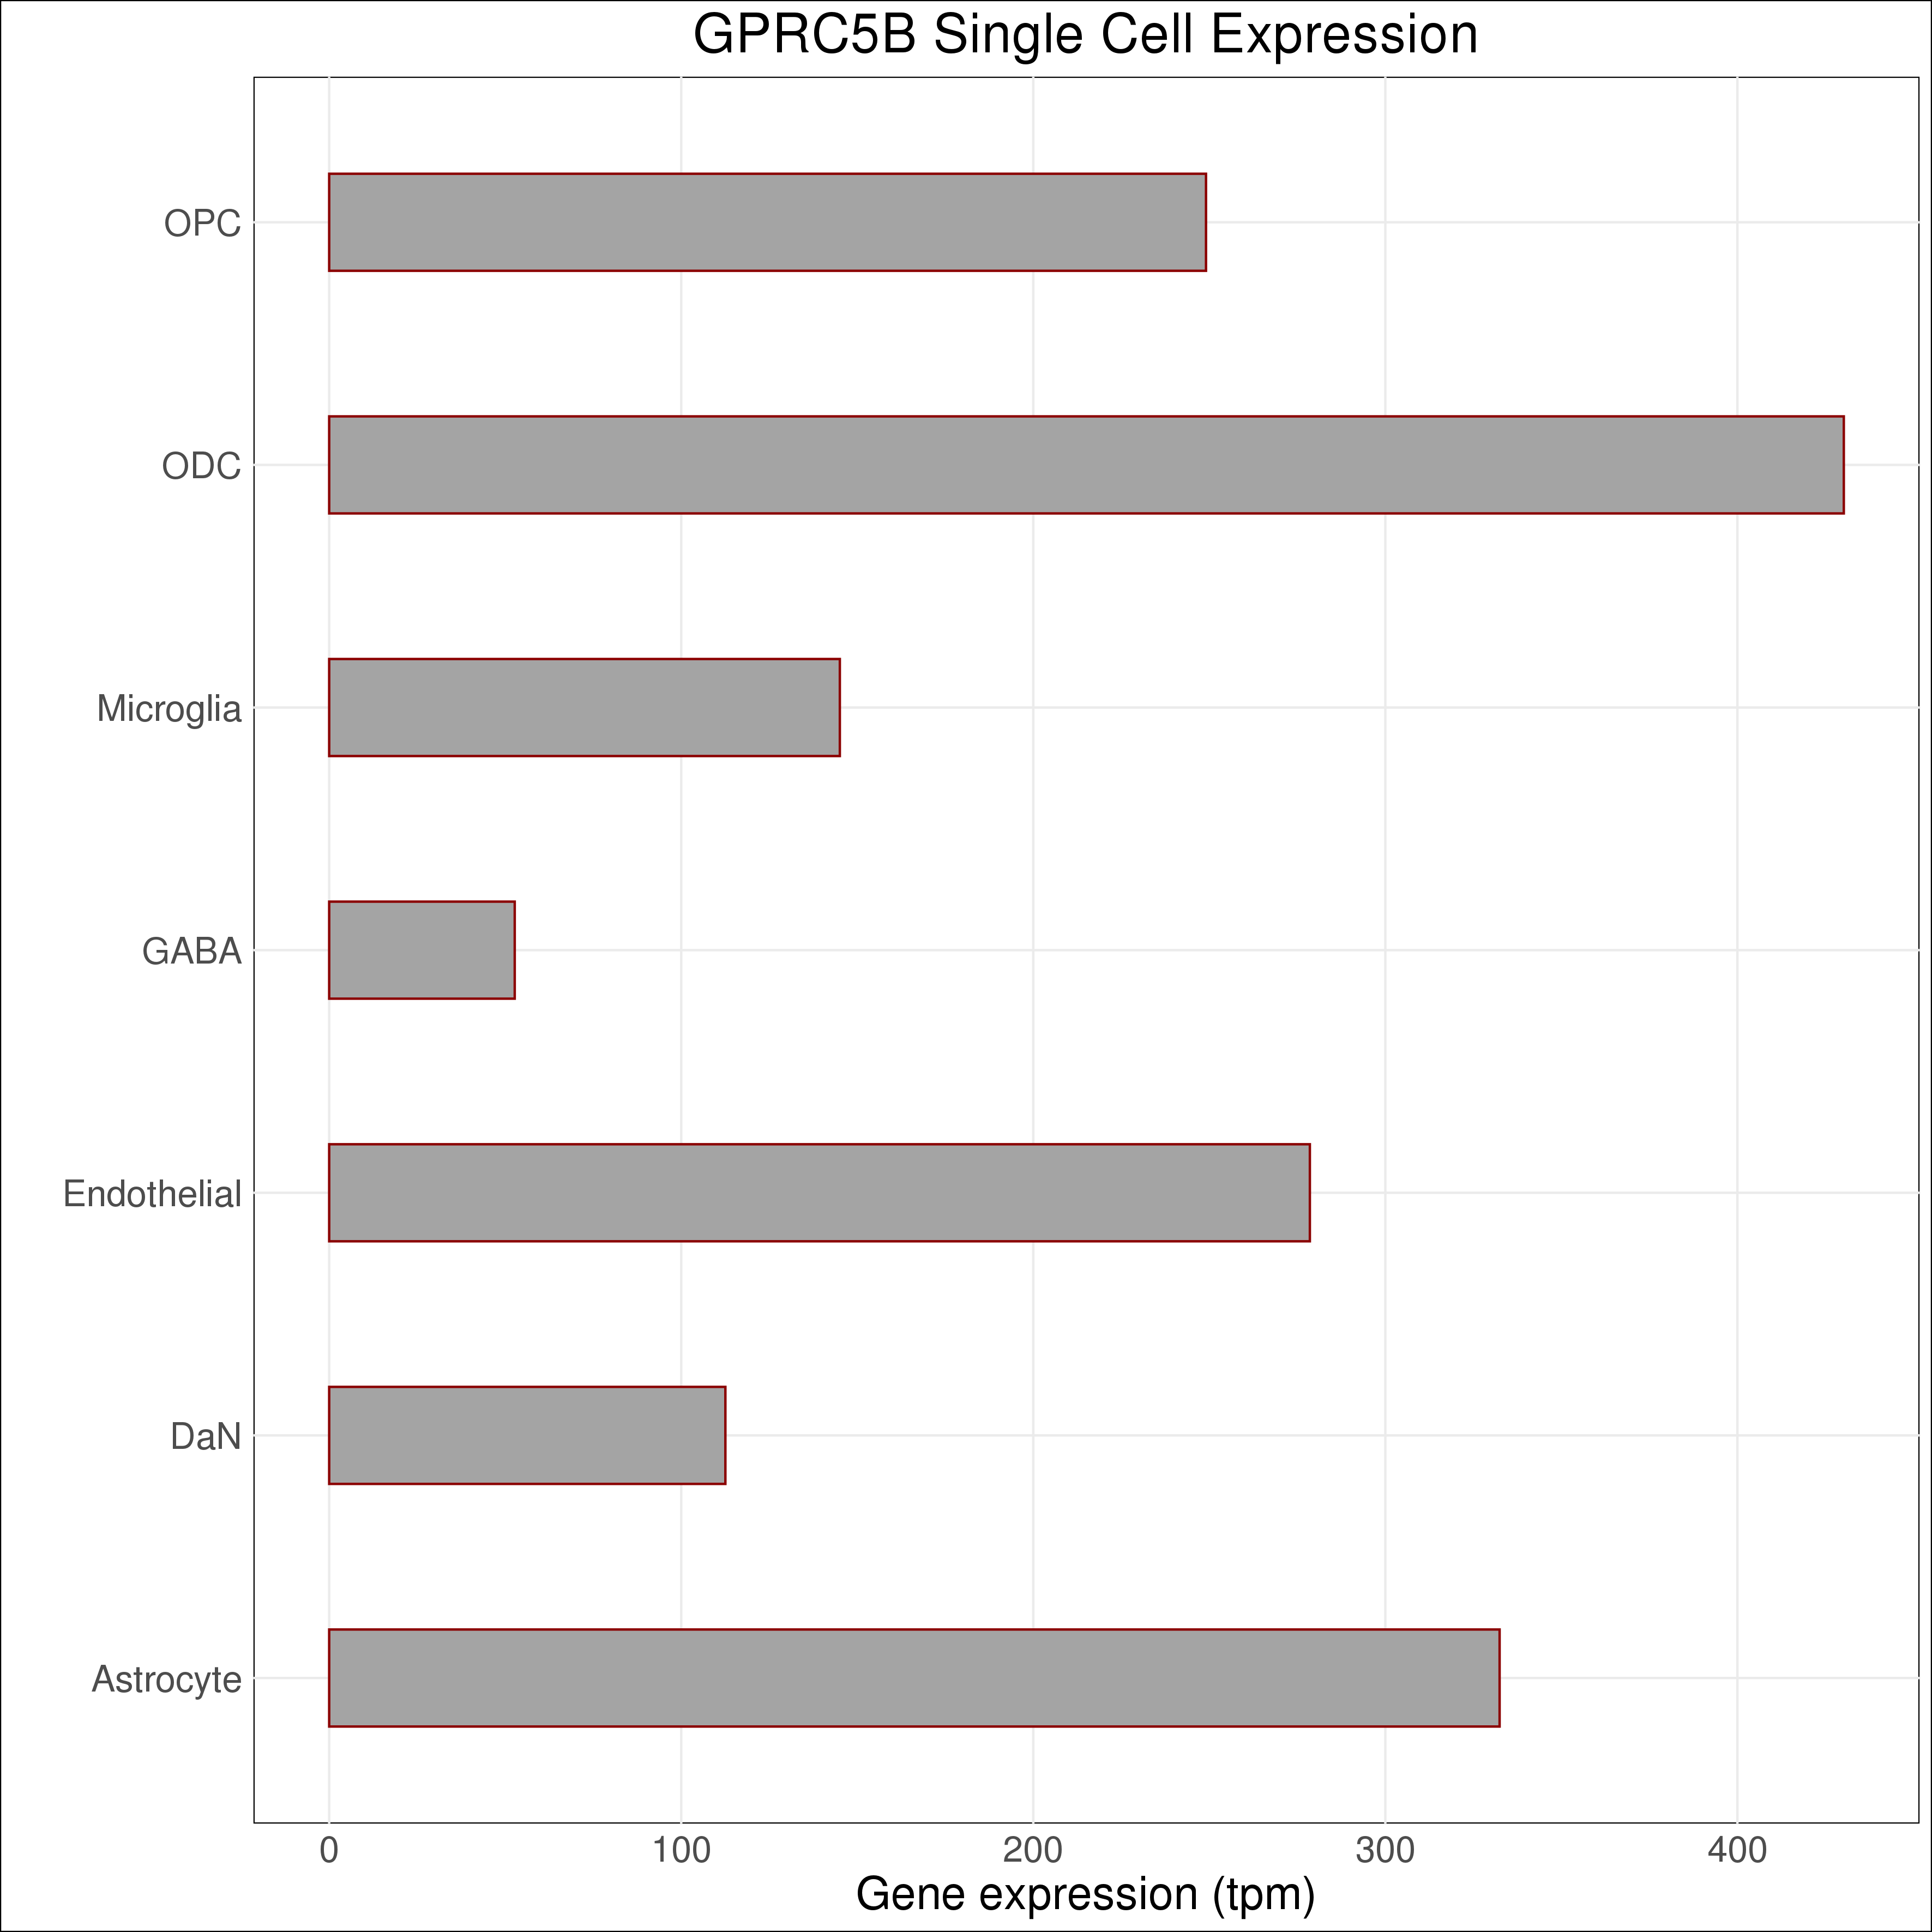 GPRC5B Single Cell Expression
OPC
ODC
Microglia
GABA
Endothelial
DaN
Astrocyte
0 100 200 300 400
Gene expression (tpm)